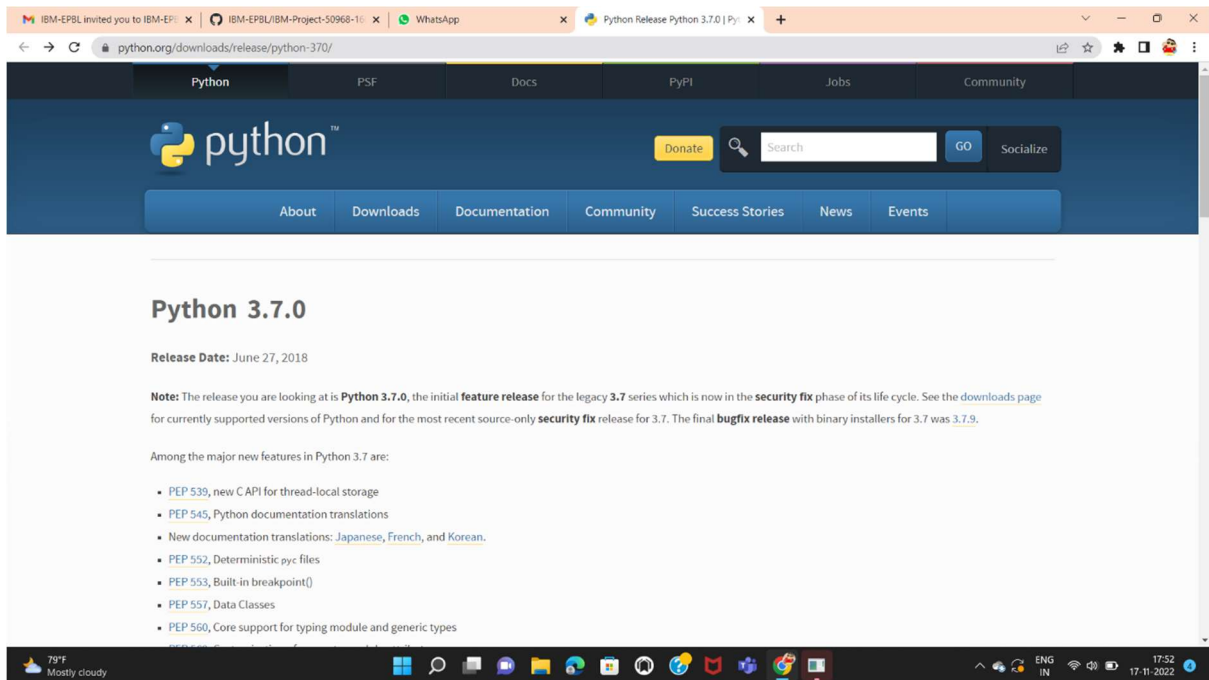 IBM-EPBL invited you to IBM-EPB
IBM-EPBL/IBM-Project-50968-16
WhatsApp
Python Release Python 3.7.0 | Pyt
python.org/downloads/release/python-370/
Python PSF Docs PyPI Jobs Community
python™
Donate Search GO Socialize
About Downloads Documentation Community Success Stories News Events
Python 3.7.0
Release Date: June 27, 2018
Note: The release you are looking at is Python 3.7.0, the initial feature release for the legacy 3.7 series which is now in the security fix phase of its life cycle. See the downloads page
for currently supported versions of Python and for the most recent source-only security fix release for 3.7. The final bugfix release with binary installers for 3.7 was 3.7.9.
Among the major new features in Python 3.7 are:
PEP 539, new C API for thread-local storage
PEP 545, Python documentation translations
New documentation translations: Japanese, French, and Korean.
PEP 552, Deterministic pyc files
PEP 553, Built-in breakpoint()
PEP 557, Data Classes
PEP 560, Core support for typing module and generic types
79°F
Mostly cloudy
ENG
IN
17:52
17-11-2022
4